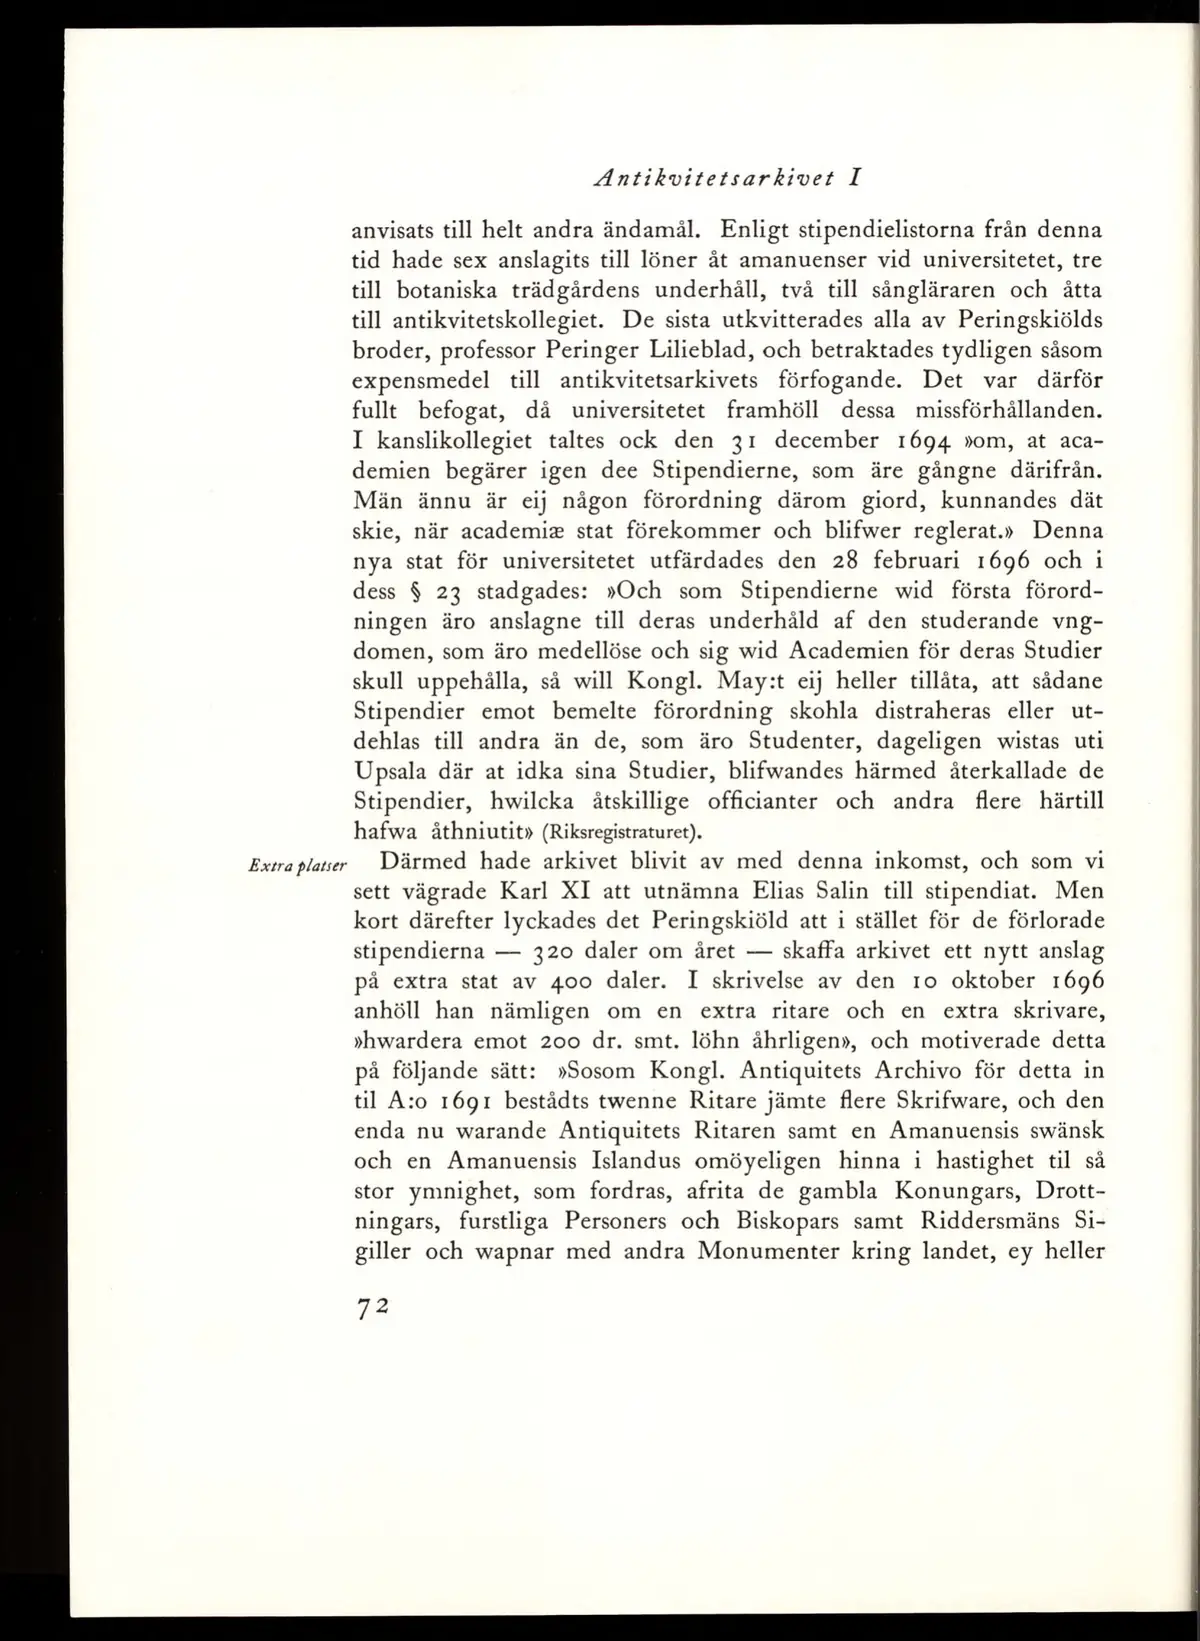 Antikvitetsarkivet I
anvisats till helt andra ändamål. Enligt stipendielistorna från denna
tid hade sex anslagits till löner åt amanuenser vid universitetet, tre
till botaniska trädgårdens underhåll, två till sångläraren och åtta
till antikvitetskollegiet. De sista utkvitterades alla av Peringskiölds
broder, professor Peringer Lilieblad, och betraktades tydligen såsom
expensmedel till antikvitetsarkivets förfogande. Det var därför
fullt befogat, då universitetet framhöll dessa missförhållanden.
I kanslikollegiet taltes ock den 31 december 1694 »om, at aca-
demien begärer igen dee Stipendierne, som äre gångne därifrån.
Män ännu är eij någon förordning därom giord, kunnandes dät
skie, när academiæ stat förekommer och blifwer reglerat.» Denna
nya stat för universitetet utfärdades den 28 februari 1696 och i
dess § 23 stadgades: »Och som Stipendierne wid första förord-
ningen äro anslagne till deras underhåld af den studerande vng-
domen, som äro medellöse och sig wid Academien för deras Studier
skull uppehålla, så will Kongl. May:t eij heller tillåta, att sådane
Stipendier emot bemelte förordning skohla distraheras eller ut-
dehlas till andra än de, som äro Studenter, dageligen wistas uti
Upsala där at idka sina Studier, blifwandes härmed återkallade de
Stipendier, hwilcka åtskillige officianter och andra flere härtill
hafwa åthniutit» (Riksregistraturet).
Extra platser Därmed hade arkivet blivit av med denna inkomst, och som vi
sett vägrade Karl XI att utnämna Elias Salin till stipendiat. Men
kort därefter lyckades det Peringskiöld att i stället för de förlorade
stipendierna — 320 daler om året — skaffa arkivet ett nytt anslag
på extra stat av 400 daler. I skrivelse av den 10 oktober 1696
anhöll han nämligen om en extra ritare och en extra skrivare,
»hwardera emot 200 dr. smt. löhn åhrligen», och motiverade detta
på följande sätt: »Sosom Kongl. Antiquitets Archivo för detta in
til A:o 1691 bestådts twenne Ritare jämte flere Skrifware, och den
enda nu warande Antiquitets Ritaren samt en Amanuensis swänsk
och en Amanuensis Islandus omöyeligen hinna i hastighet til så
stor ymnighet, som fordras, afrita de gambla Konungars, Drott-
ningars, furstliga Personers och Biskopars samt Riddersmäns Si-
giller och wapnar med andra Monumenter kring landet, ey heller
72